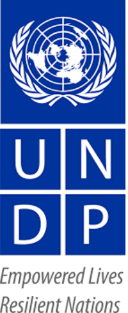 U N
D P
Empowered Lives
Resilient Nations